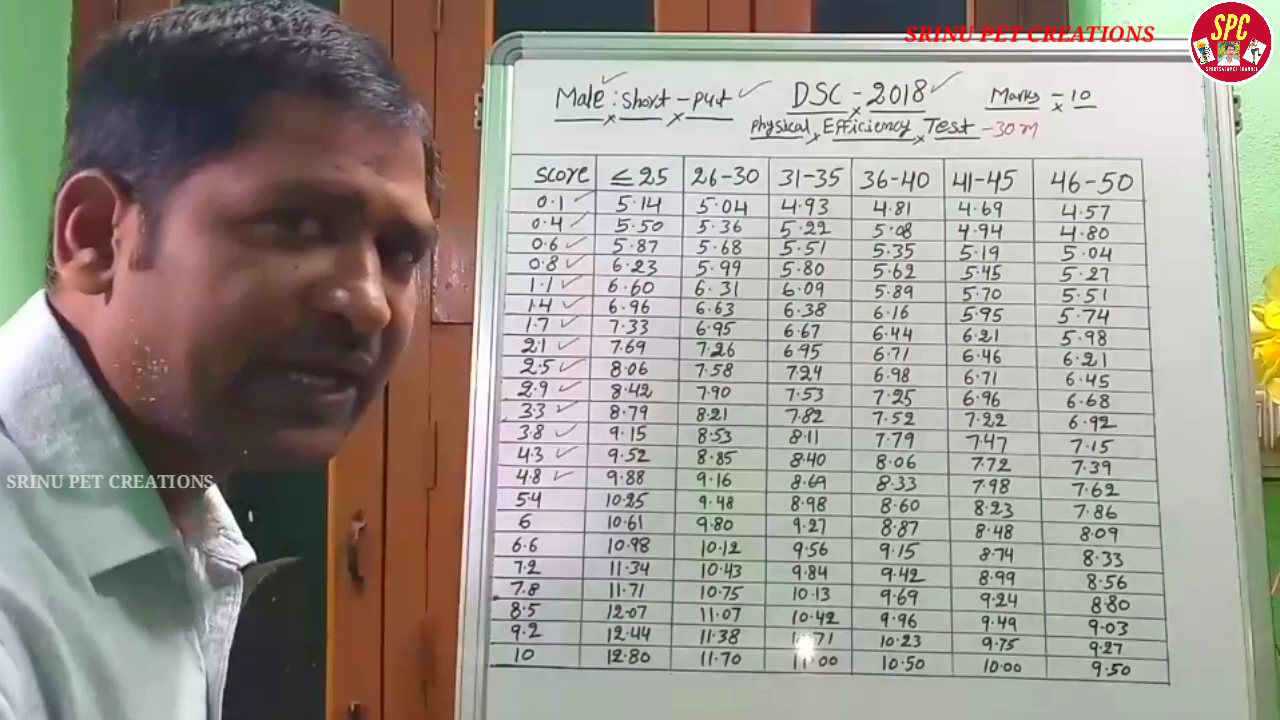 SRINU PET CREATIONS
SPC
SPORTS&GAPET CHANNEL
Male : Short - Put DSC - 2018 Marks - 10
Physical Efficiency Test - 30 M
Score ≤ 25 26-30 31-35 36-40 41-45 46-50
0.1 5.14 5.04 4.93 4.81 4.69 4.57
0.4 5.50 5.36 5.22 5.08 4.94 4.80
0.6 5.87 5.68 5.51 5.35 5.19 5.04
0.8 6.23 5.99 5.80 5.62 5.45 5.27
1.1 6.60 6.31 6.09 5.89 5.70 5.51
1.4 6.96 6.63 6.38 6.16 5.95 5.74
1.7 7.33 6.95 6.67 6.44 6.21 5.98
2.1 7.69 7.26 6.95 6.71 6.46 6.21
2.5 8.06 7.58 7.24 6.98 6.71 6.45
2.9 8.42 7.90 7.53 7.25 6.96 6.68
3.3 8.79 8.21 7.82 7.52 7.22 6.92
3.8 9.15 8.53 8.11 7.79 7.47 7.15
4.3 9.52 8.85 8.40 8.06 7.72 7.39
4.8 9.88 9.16 8.69 8.33 7.98 7.62
5.4 10.25 9.48 8.98 8.60 8.23 7.86
6 10.61 9.80 9.27 8.87 8.48 8.09
6.6 10.98 10.12 9.56 9.15 8.74 8.33
7.2 11.34 10.43 9.84 9.42 8.99 8.56
7.8 11.71 10.75 10.13 9.69 9.24 8.80
8.5 12.07 11.07 10.42 9.96 9.49 9.03
9.2 12.44 11.38 10.23 9.75 9.27
10 12.80 11.70 11.00 10.50 10.00 9.50
SRINU PET CREATIONS